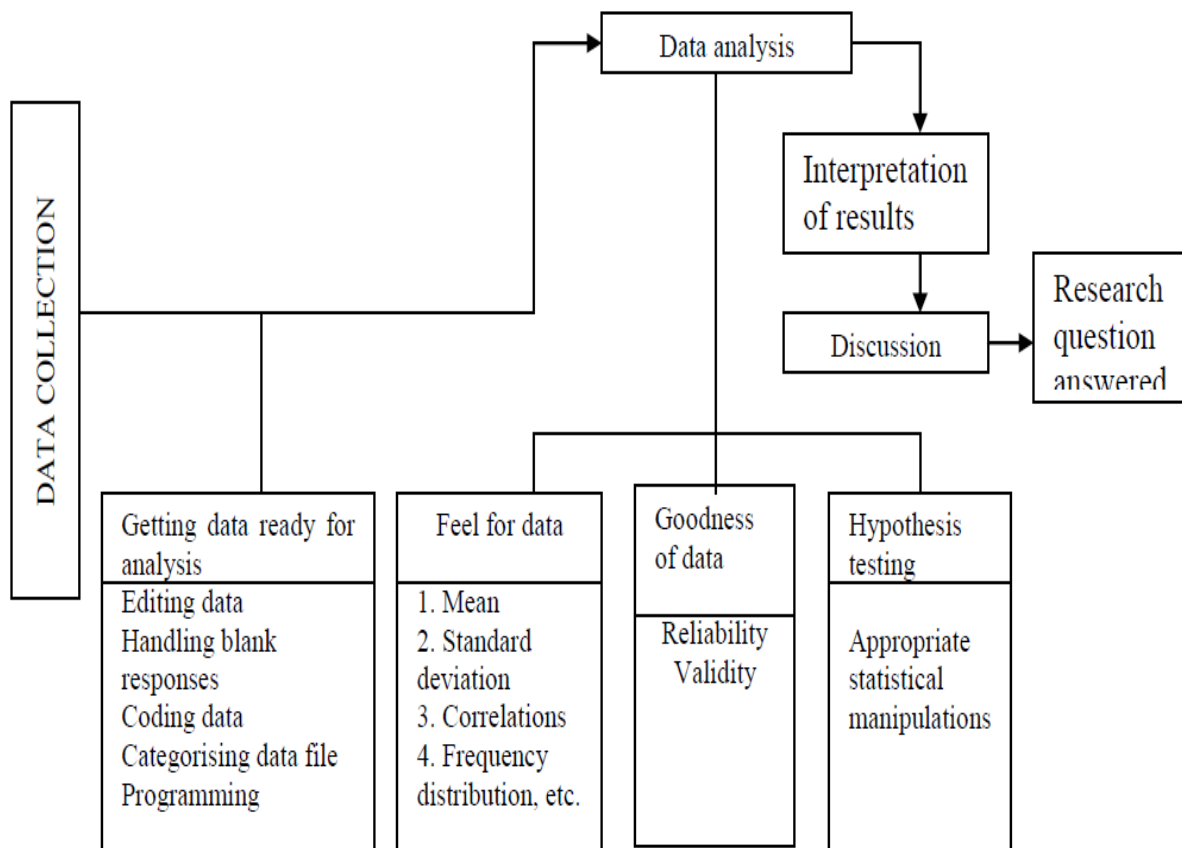 DATA COLLECTION
Data analysis
Interpretation
of results
Discussion
Research
question
answered
Getting data ready for
analysis
Editing data
Handling blank
responses
Coding data
Categorising data file
Programming
Feel for data
1. Mean
2. Standard
deviation
3. Correlations
4. Frequency
distribution, etc.
Goodness
of data
Reliability
Validity
Hypothesis
testing
Appropriate
statistical
manipulations